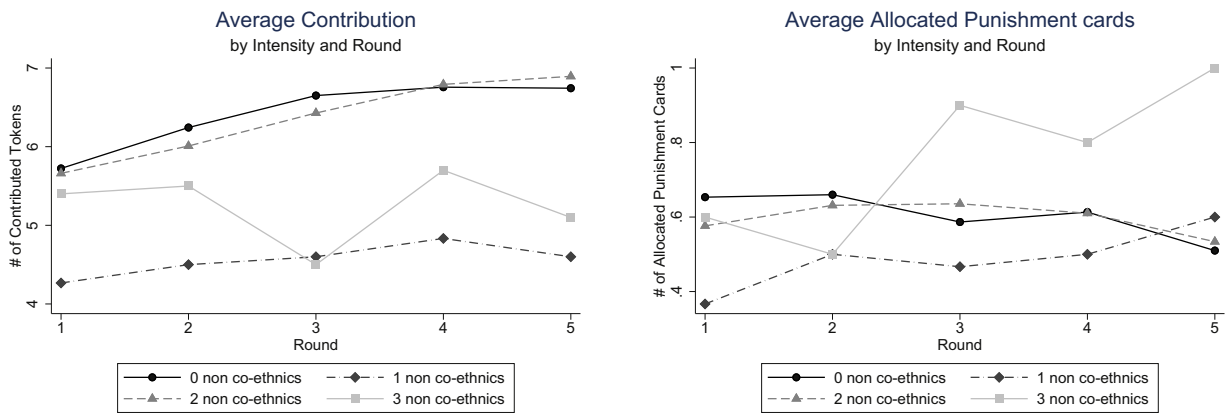 Average Contribution
by Intensity and Round
# of Contributed Tokens
7
6
5
4
1 2 3 4 5
Round
0 non co-ethnics 1 non co-ethnics
2 non co-ethnics 3 non co-ethnics
Average Allocated Punishment cards
by Intensity and Round
# of Allocated Punishment Cards
1
.8
.6
.4
1 2 3 4 5
Round
0 non co-ethnics 1 non co-ethnics
2 non co-ethnics 3 non co-ethnics